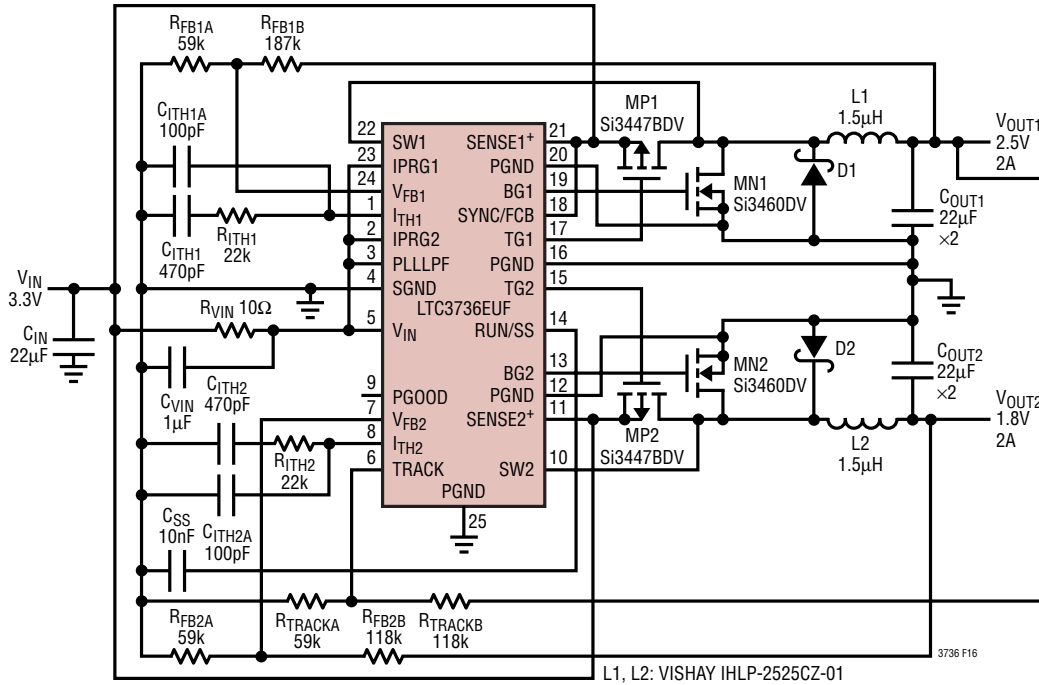 RFB1A
59k
RFB1B
187k
CITH1A
100pF
CITH1
470pF
RITH1
22k
VIN
3.3V
CIN
22µF
RVIN 10Ω
CVIN
1µF
CITH2
470pF
RITH2
22k
CITH2A
100pF
CSS
10nF
RFB2A
59k
RTRACKA
59k
RFB2B
118k
RTRACKB
118k
22
23
24
1
2
3
4
5
9
7
8
6
SW1
IPRG1
VFB1
ITH1
IPRG2
PLLLPF
SGND
VIN
PGOOD
VFB2
ITH2
TRACK
LTC3736EUF
SENSE1+
PGND
BG1
SYNC/FCB
TG1
PGND
TG2
RUN/SS
BG2
PGND
SENSE2+
SW2
PGND
25
21
20
19
18
17
16
15
14
13
12
11
10
MP1
Si3447BDV
MN1
Si3460DV
D1
L1
1.5µH
VOUT1
2.5V
2A
COUT1
22µF
×2
MN2
Si3460DV
MP2
Si3447BDV
D2
COUT2
22µF
×2
L2
1.5µH
VOUT2
1.8V
2A
3736 F16
L1, L2: VISHAY IHLP-2525CZ-01